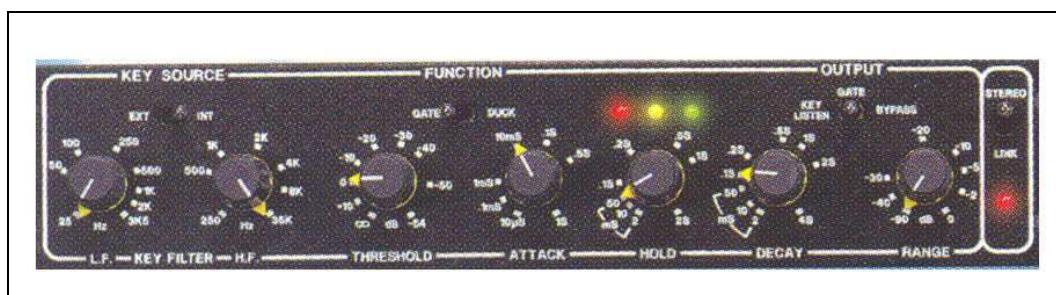 KEY SOURCE FUNCTION OUTPUT
STEREO
EXT INT GATE DUCK KEY LISTEN GATE BYPASS
LINK
100 250 50 500 1K 25 2K 3K5 Hz
2K 1K 4K 500 8K 250 35K Hz
-20 -30 -10 -40 0 -50 -10 -54 ∞ dB
10mS .1S .5S 1mS .1mS 10µS 1S
.2S .5S 1S .1S 50 10 2 mS 2S
.5S 1S .2S 2S .1S 50 10 2 mS 4S
-20 -10 -30 -5 -40 -2 -90 dB 0
L.F. KEY FILTER H.F. THRESHOLD ATTACK HOLD DECAY RANGE